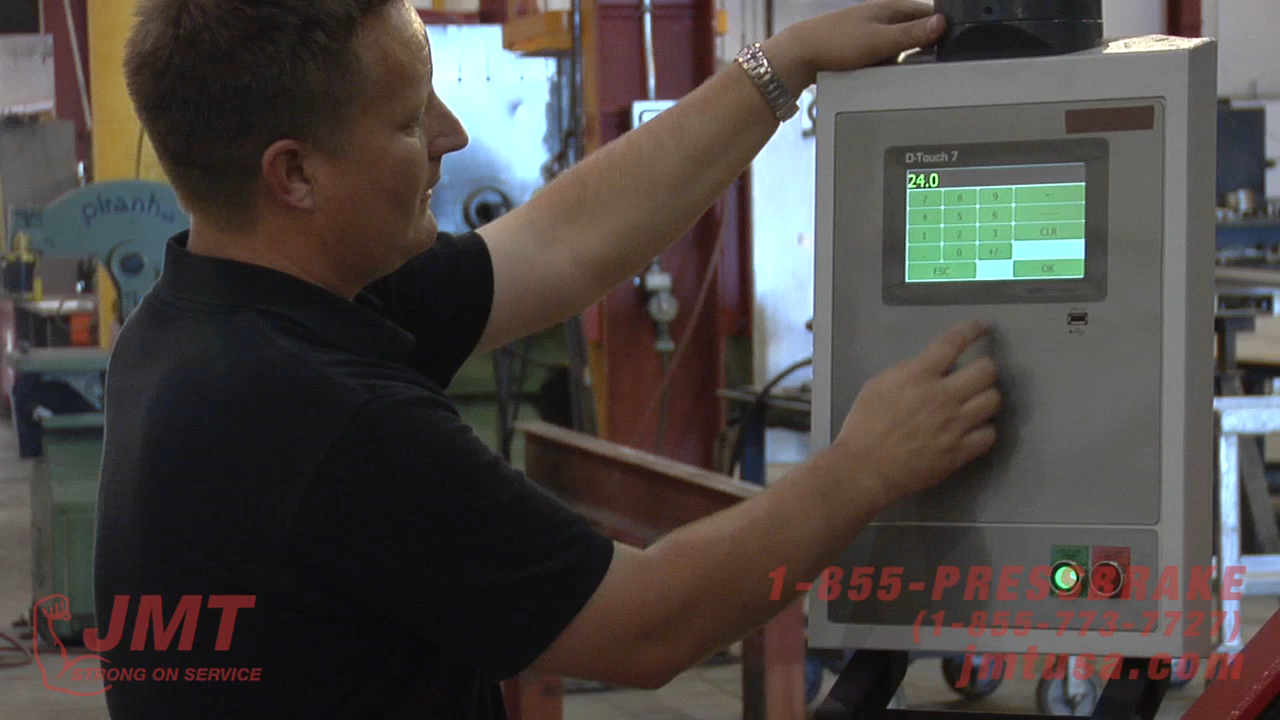 piranha
D-Touch 7
24.0
7 8 9
4 5 6
1 2 3 CLR
. 0 +/-
ESC OK
JMT
STRONG ON SERVICE
1-855-PRESSBRAKE
(1-855-773-7727)
jmtusa.com